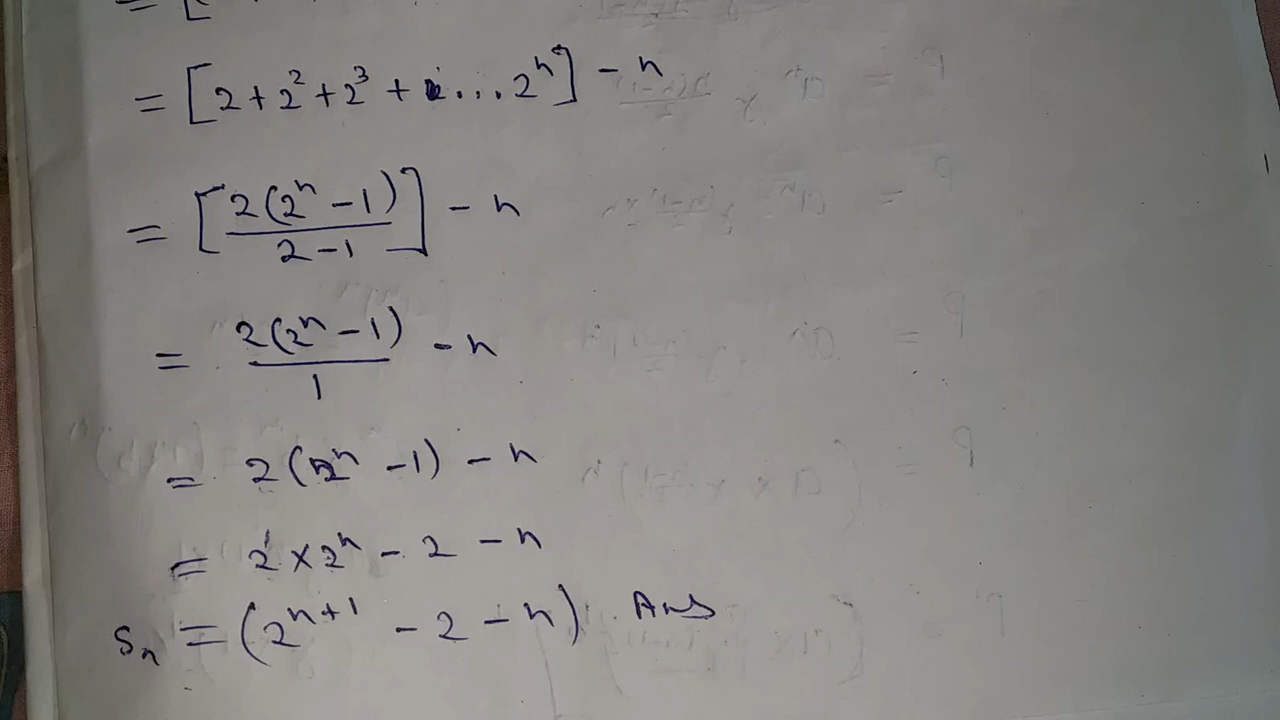 = [
= [2 + 2² + 2³ + ... 2ⁿ] - n
= [2(2ⁿ - 1) / 2 - 1] - n
= 2(2ⁿ - 1) / 1 - n
= 2(2ⁿ - 1) - n
= 2¹ × 2ⁿ - 2 - n
Sₙ = (2ⁿ⁺¹ - 2 - n) Ans